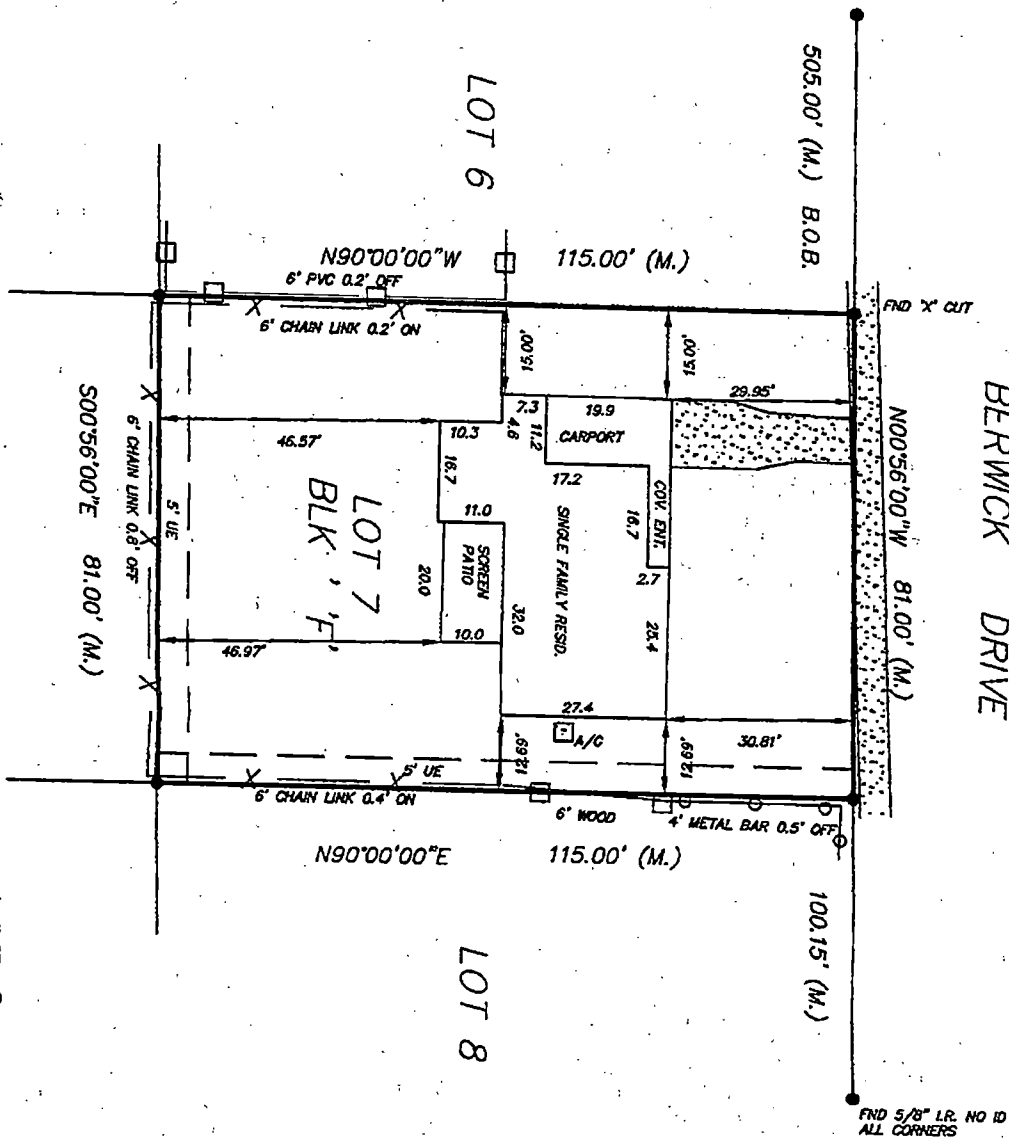 BERWICK DRIVE
505.00' (M.) B.O.B.
FND "X" CUT
N00°56'00"W 81.00' (M.)
100.15' (M.)
FND 5/8" I.R. NO ID
ALL CORNERS
LOT 6
N90°00'00"W 115.00' (M.)
6' PVC 0.2' OFF
6' CHAIN LINK 0.2' ON
15.00'
15.00'
29.95'
7.3
19.9
4.6
11.2
CARPORT
17.2
COV. ENT.
16.7
2.7
25.4
SINGLE FAMILY RESID.
46.57'
10.3
16.7
11.0
SCREEN
PATIO
20.0
32.0
10.0
46.97'
LOT 7
BLK , 'F'
27.4
A/C
30.81'
12.69'
12.69'
5' UE
S00°56'00"E 81.00' (M.)
6' CHAIN LINK 0.6' OFF
5' UE
6' CHAIN LINK 0.4' ON
6' WOOD
4' METAL BAR 0.5' OFF
N90°00'00"E 115.00' (M.)
LOT 8